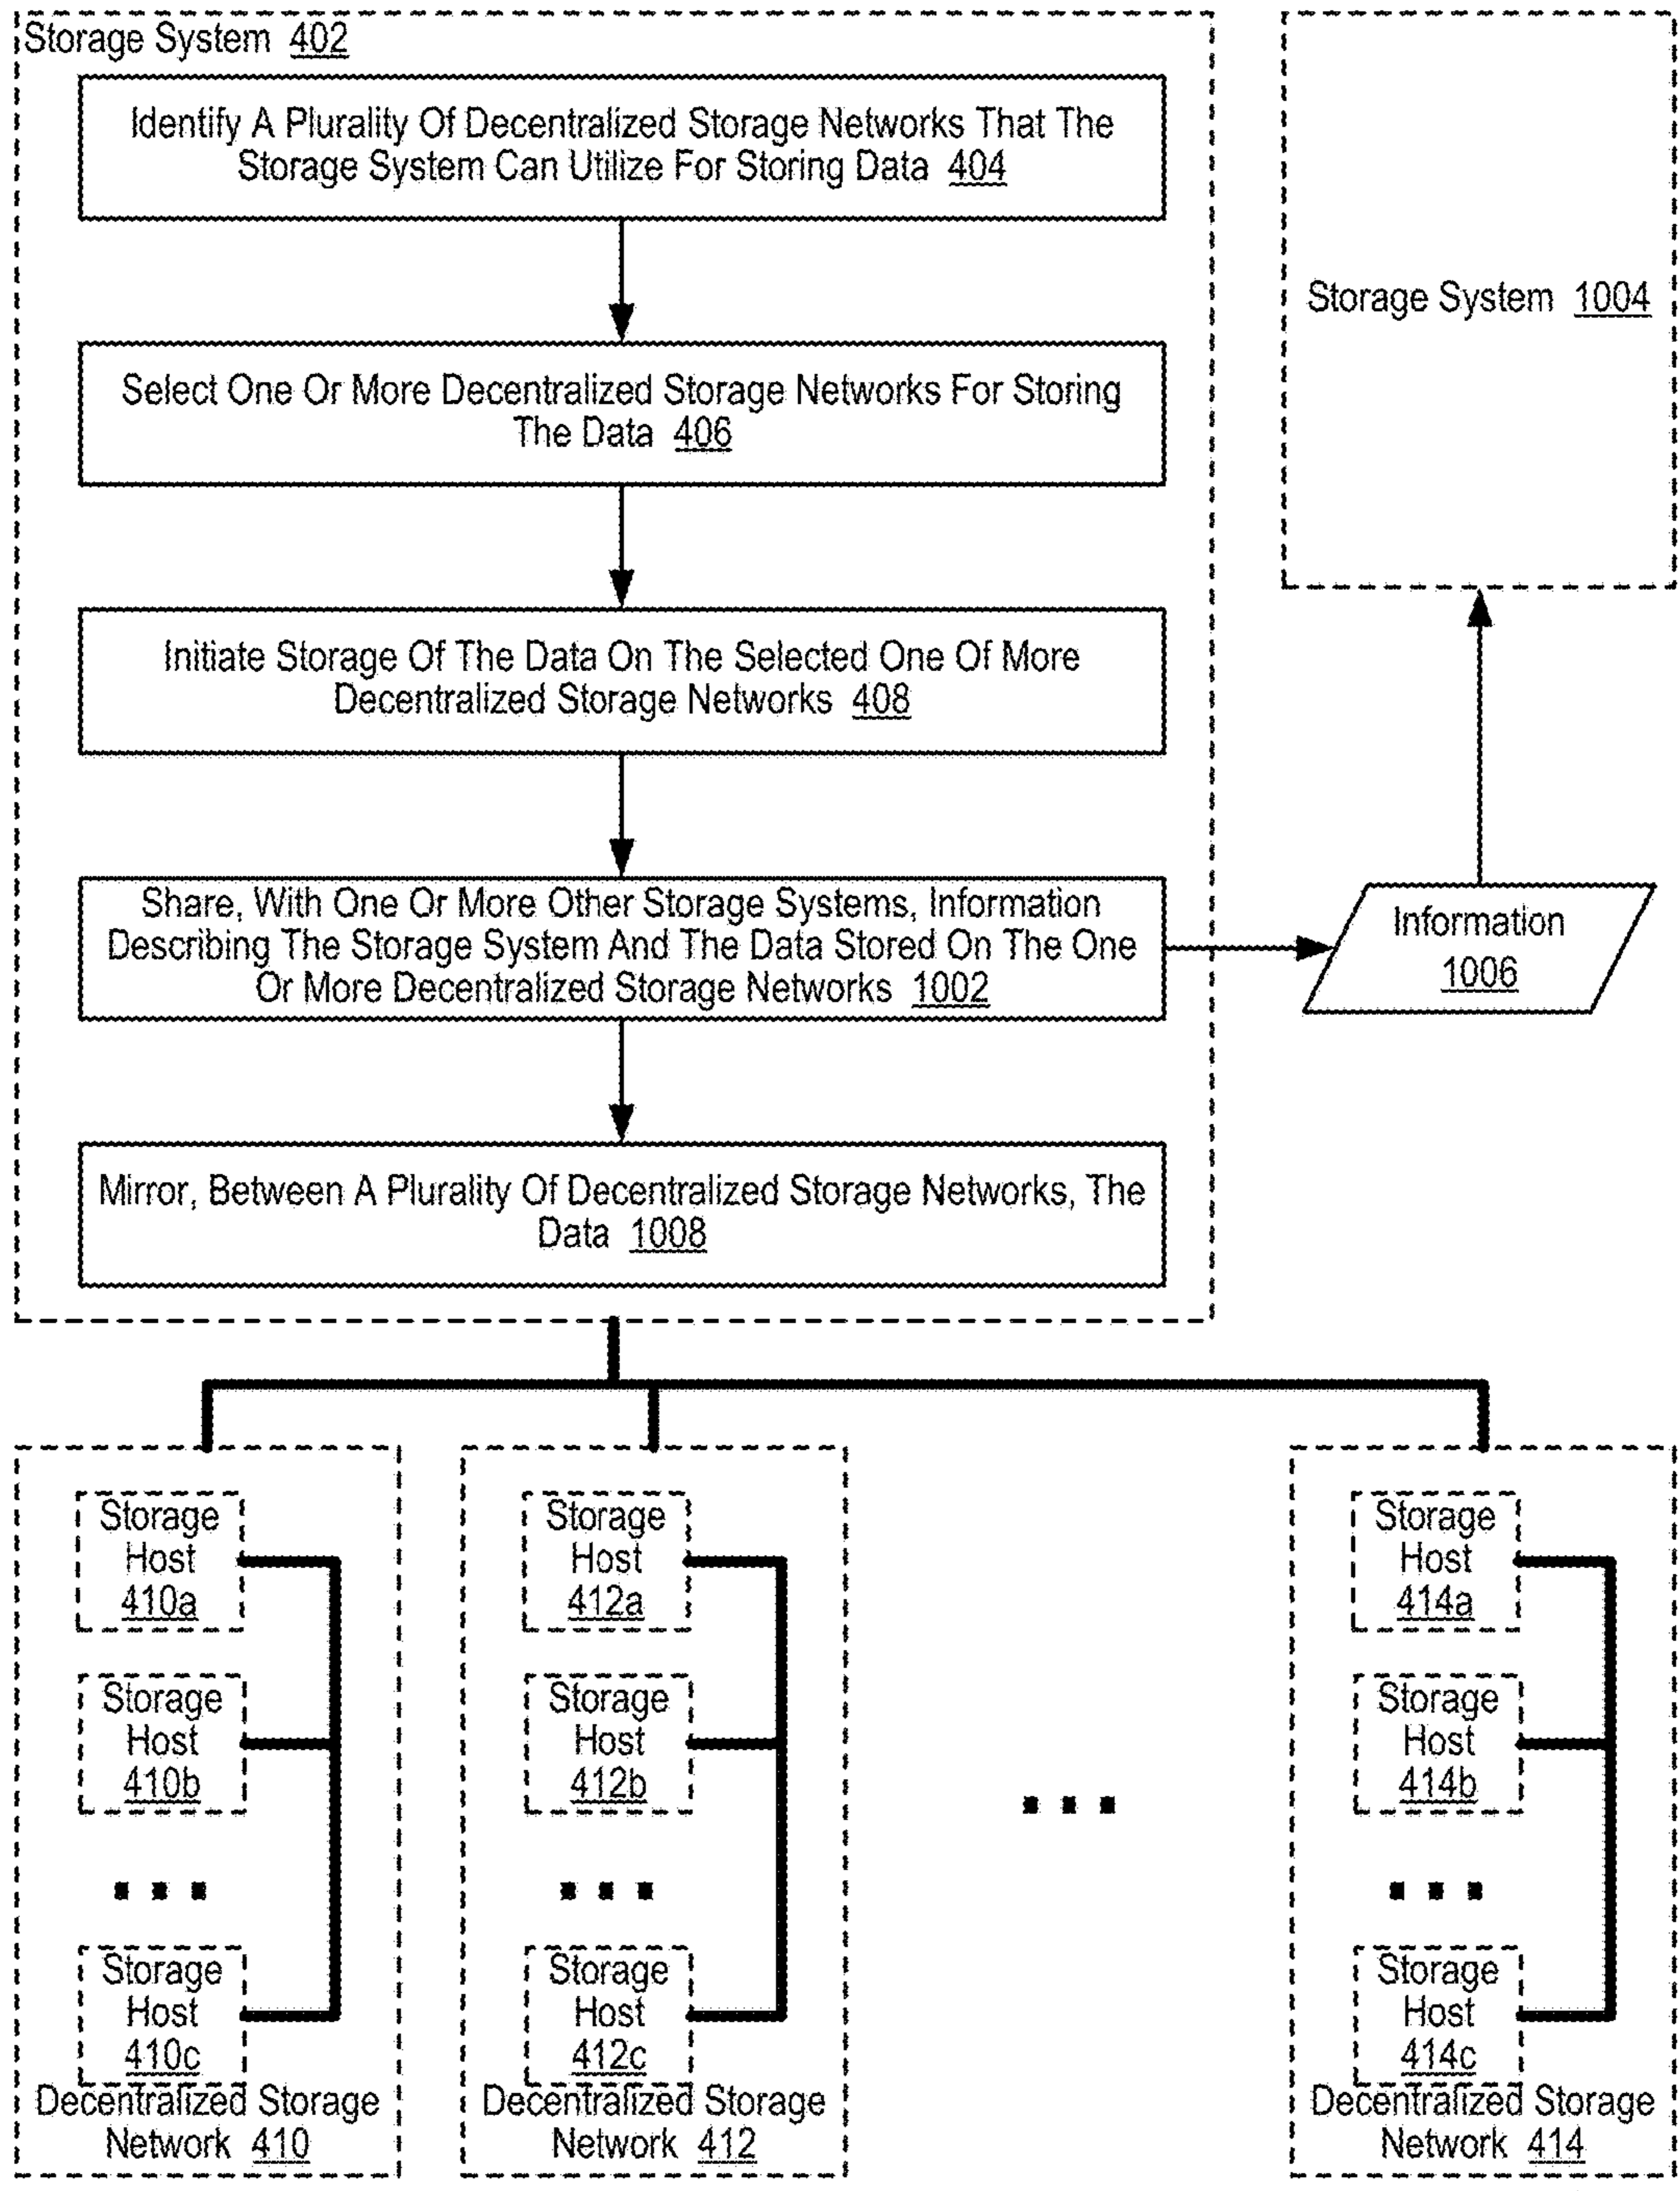 Storage System 402
Identify A Plurality Of Decentralized Storage Networks That The
Storage System Can Utilize For Storing Data 404
Select One Or More Decentralized Storage Networks For Storing
The Data 406
Initiate Storage Of The Data On The Selected One Of More
Decentralized Storage Networks 408
Share, With One Or More Other Storage Systems, Information
Describing The Storage System And The Data Stored On The One
Or More Decentralized Storage Networks 1002
Mirror, Between A Plurality Of Decentralized Storage Networks, The
Data 1008
Storage System 1004
Information
1006
Storage
Host
410a
Storage
Host
410b
Storage
Host
410c
Decentralized Storage
Network 410
Storage
Host
412a
Storage
Host
412b
Storage
Host
412c
Decentralized Storage
Network 412
Storage
Host
414a
Storage
Host
414b
Storage
Host
414c
Decentralized Storage
Network 414